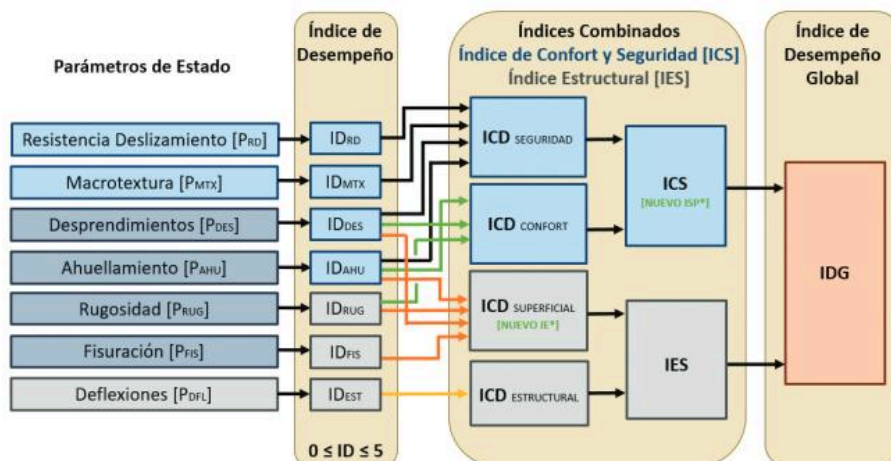 Parámetros de Estado
Índice de
Desempeño
Índices Combinados
Índice de Confort y Seguridad [ICS]
Índice Estructural [IES]
Índice de
Desempeño
Global
Resistencia Deslizamiento [PRD]
IDRD
Macrotextura [PMTX]
IDMTX
Desprendimientos [PDES]
IDDES
Ahuellamiento [PAHU]
IDAHU
Rugosidad [PRUG]
IDRUG
Fisuración [PFIS]
IDFIS
Deflexiones [PDFL]
IDEST
0 ≤ ID ≤ 5
ICD SEGURIDAD
ICD CONFORT
ICD SUPERFICIAL
[NUEVO IE*]
ICD ESTRUCTURAL
ICS
[NUEVO ISP*]
IES
IDG